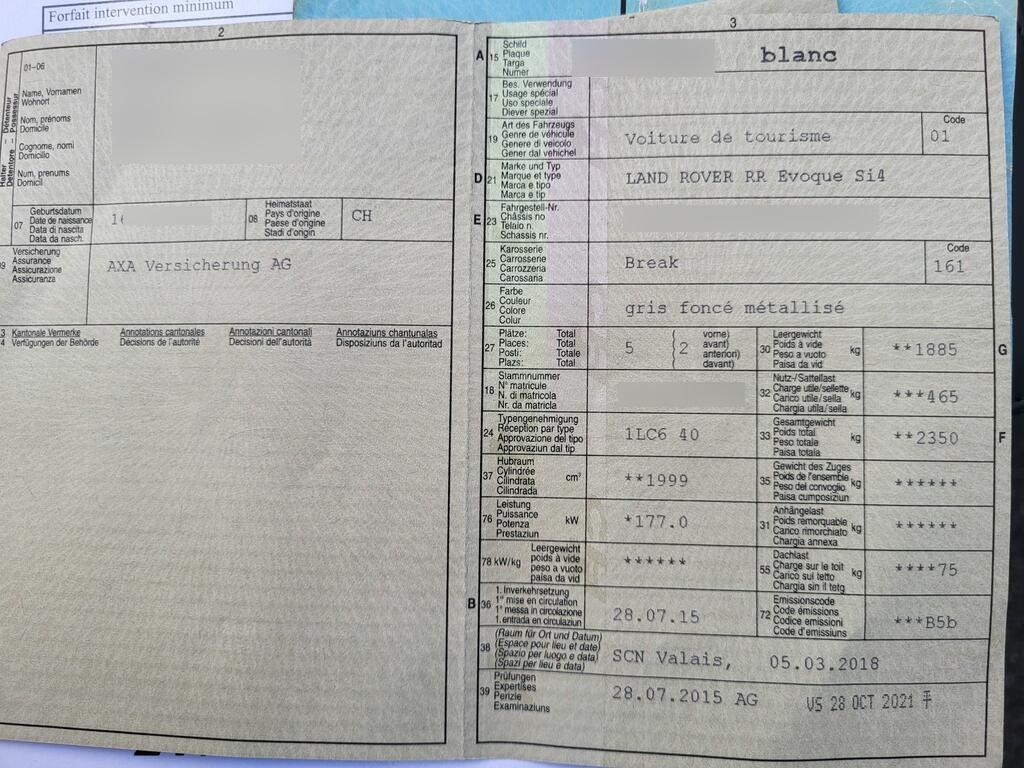 Forfait intervention minimum
2
01–06
Name, Vornamen
Wohnort
Nom, prénoms
Domicile
Cognome, nomi
Domicilio
Num, prenums
Domicil
Halter – Détenteur
Detentore – Possessur
07
Geburtsdatum
Date de naissance
Data di nascita
Data da nasch.
08
Heimatstaat
Pays d'origine
Paese d'origine
Stadi d'origin
CH
09
Versicherung
Assurance
Assicurazione
Assicuranza
AXA Versicherung AG
Kantonale Vermerke Annotations cantonales Annotazioni cantonali Annotaziuns chantunalas
Verfügungen der Behörde Décisions de l'autorité Decisioni dell'autorità Disposiziuns da l'autoritad
3
A 15
Schild
Plaque
Targa
Numer
blanc
17
Bes. Verwendung
Usage spécial
Uso speciale
Diever spezial
19
Art des Fahrzeugs
Genre de véhicule
Genere di veicolo
Gener dal vehichel
Voiture de tourisme
Code
01
D 21
Marke und Typ
Marque et type
Marca e tipo
Marca e tip
LAND ROVER RR Evoque Si4
E 23
Fahrgestell-Nr.
Châssis no
Telaio n.
Schassis nr.
25
Karosserie
Carrosserie
Carrozzeria
Carossaria
Break
Code
161
26
Farbe
Couleur
Colore
Colur
gris foncé métallisé
27
Plätze: Total
Places: Total
Posti: Totale
Plazs: Total
5 ( 2
vorne)
avant)
anteriori)
davant)
30
Leergewicht
Poids à vide
Peso a vuoto
Paisa da vid
kg
**1885
G
18
Stammnummer
N° matricule
N. di matricola
Nr. da matricla
32
Nutz-/Sattellast
Charge utile/sellette
Carico utile/sella
Chargia utila/sella
kg
***465
24
Typengenehmigung
Réception par type
Approvazione del tipo
Approvaziun dal tip
1LC6 40
33
Gesamtgewicht
Poids total
Peso totale
Paisa totala
kg
**2350
F
37
Hubraum
Cylindrée
Cilindrata
Cilindrada
cm³
**1999
35
Gewicht des Zuges
Poids de l'ensemble
Peso del convoglio
Paisa cumposiziun
kg
******
76
Leistung
Puissance
Potenza
Prestaziun
kW
*177.0
31
Anhängelast
Poids remorquable
Carico rimorchiato
Chargia annexa
kg
******
78 kW/kg
Leergewicht
poids à vide
peso a vuoto
paisa da vid
******
55
Dachlast
Charge sur le toit
Carico sul tetto
Chargia sin il tetg
kg
****75
B 36
1. Inverkehrsetzung
1re mise en circulation
1a messa in circolazione
1. entrada en circulaziun
28.07.15
72
Emissionscode
Code émissions
Codice emissioni
Code d'emissiuns
***B5b
38
(Raum für Ort und Datum)
(Espace pour lieu et date)
(Spazio per luogo e data)
(Spazi per lieu e data)
SCN Valais, 05.03.2018
39
Prüfungen
Expertises
Perizie
Examinaziuns
28.07.2015 AG
VS 28 OCT 2021